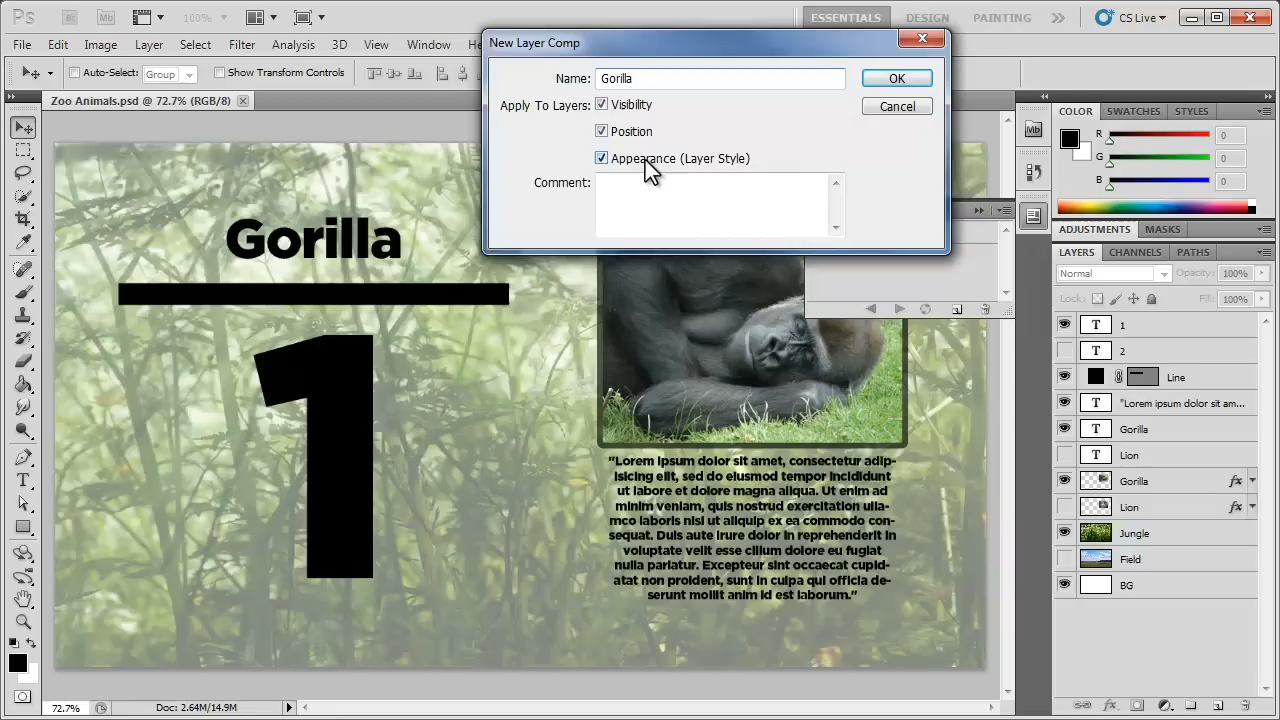 Ps Br Mb 100% ESSENTIALS DESIGN PAINTING CS Live
File Edit Image Layer Select Filter Analysis 3D View Window
Auto-Select: Group Show Transform Controls
Zoo Animals.psd @ 72.7% (RGB/8)
New Layer Comp
Name: Gorilla
OK
Apply To Layers: Visibility
Cancel
Position
Appearance (Layer Style)
Comment:
Gorilla
1
"Lorem ipsum dolor sit amet, consectetur adip-
isicing elit, sed do eiusmod tempor incididunt
ut labore et dolore magna aliqua. Ut enim ad
minim veniam, quis nostrud exercitation ulla-
mco laboris nisi ut aliquip ex ea commodo con-
sequat. Duis aute irure dolor in reprehenderit in
voluptate velit esse cillum dolore eu fugiat
nulla pariatur. Excepteur sint occaecat cupid-
atat non proident, sunt in culpa qui officia de-
serunt mollit anim id est laborum."
Mb
COLOR SWATCHES STYLES
R 0
G 0
B 0
ADJUSTMENTS MASKS
LAYERS CHANNELS PATHS
Normal Opacity: 100%
Lock: Fill: 100%
T 1
T 2
Line
T "Lorem ipsum dolor sit am...
T Gorilla
T Lion
Gorilla fx
Lion fx
Jungle
Field
BG
fx
72.7% Doc: 2.64M/14.9M